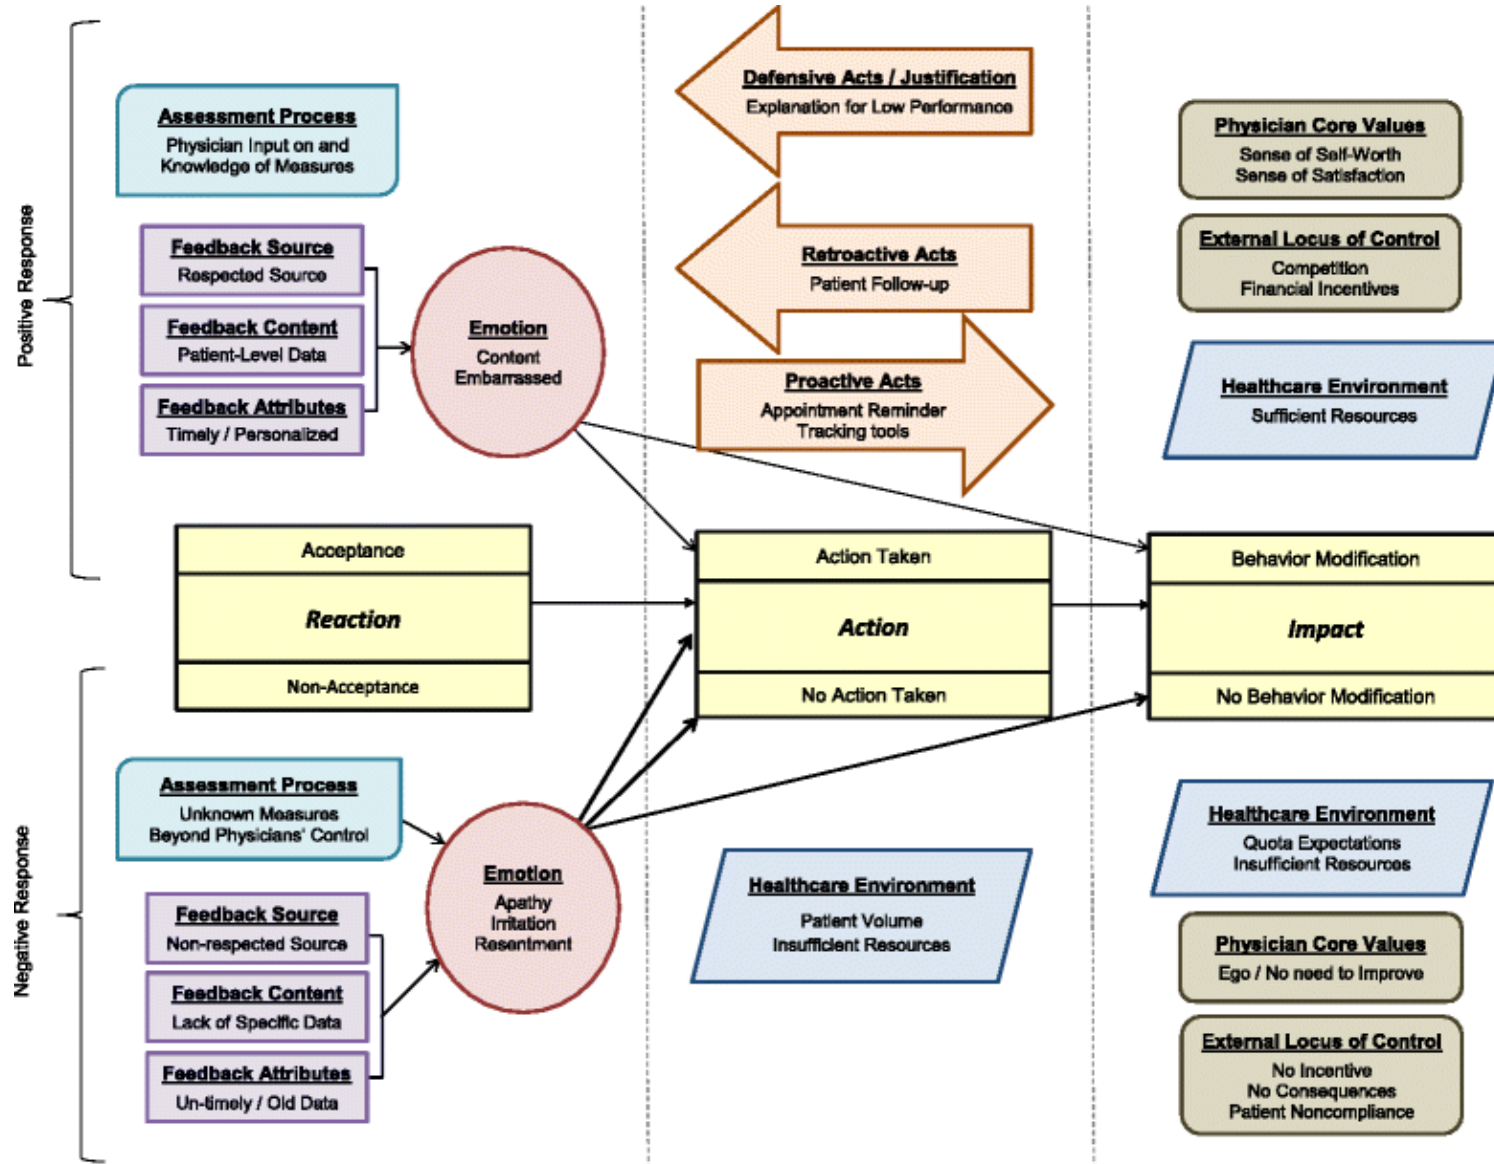 Positive Response
Assessment Process
Physician Input on and
Knowledge of Measures
Feedback Source
Respected Source
Feedback Content
Patient-Level Data
Feedback Attributes
Timely / Personalized
Emotion
Content
Embarrassed
Defensive Acts / Justification
Explanation for Low Performance
Retroactive Acts
Patient Follow-up
Proactive Acts
Appointment Reminder
Tracking tools
Physician Core Values
Sense of Self-Worth
Sense of Satisfaction
External Locus of Control
Competition
Financial Incentives
Healthcare Environment
Sufficient Resources
Acceptance
Reaction
Non-Acceptance
Action Taken
Action
No Action Taken
Behavior Modification
Impact
No Behavior Modification
Negative Response
Assessment Process
Unknown Measures
Beyond Physicians' Control
Feedback Source
Non-respected Source
Feedback Content
Lack of Specific Data
Feedback Attributes
Un-timely / Old Data
Emotion
Apathy
Irritation
Resentment
Healthcare Environment
Patient Volume
Insufficient Resources
Healthcare Environment
Quota Expectations
Insufficient Resources
Physician Core Values
Ego / No need to Improve
External Locus of Control
No Incentive
No Consequences
Patient Noncompliance